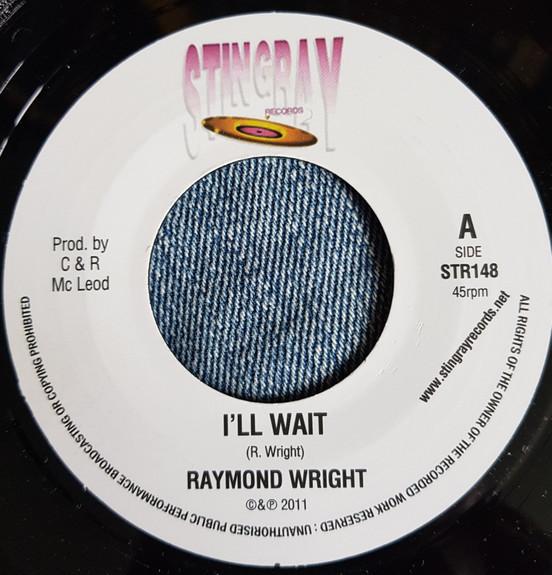 STINGRAY
RECORDS
Prod. by
C & R
Mc Leod
A
SIDE
STR148
45rpm
www.stingrayrecords.net
I'LL WAIT
(R. Wright)
RAYMOND WRIGHT
©&℗ 2011
ALL RIGHTS OF THE OWNER OF THE RECORDED WORK RESERVED : UNAUTHORISED PUBLIC PERFORMANCE BROADCASTING OR COPYING PROHIBITED